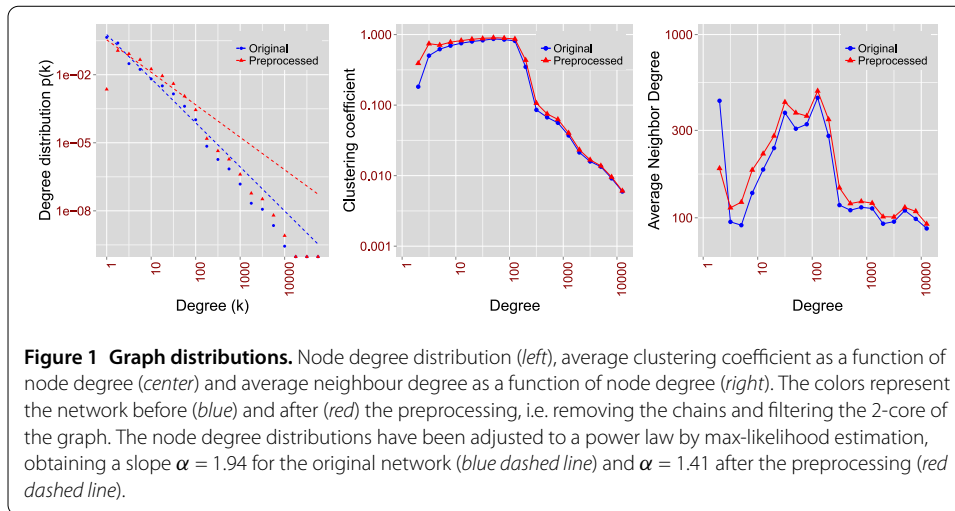 Original
Preprocessed
1e−02
1e−05
1e−08
Degree distribution p(k)
1
10
100
1000
10000
Degree (k)
Original
Preprocessed
1.000
0.100
0.010
0.001
Clustering coefficient
1
10
100
1000
10000
Degree
Original
Preprocessed
1000
300
100
Average Neighbor Degree
1
10
100
1000
10000
Degree
Figure 1 Graph distributions. Node degree distribution (left), average clustering coefficient as a function of
node degree (center) and average neighbour degree as a function of node degree (right). The colors represent
the network before (blue) and after (red) the preprocessing, i.e. removing the chains and filtering the 2-core of
the graph. The node degree distributions have been adjusted to a power law by max-likelihood estimation,
obtaining a slope α = 1.94 for the original network (blue dashed line) and α = 1.41 after the preprocessing (red
dashed line).